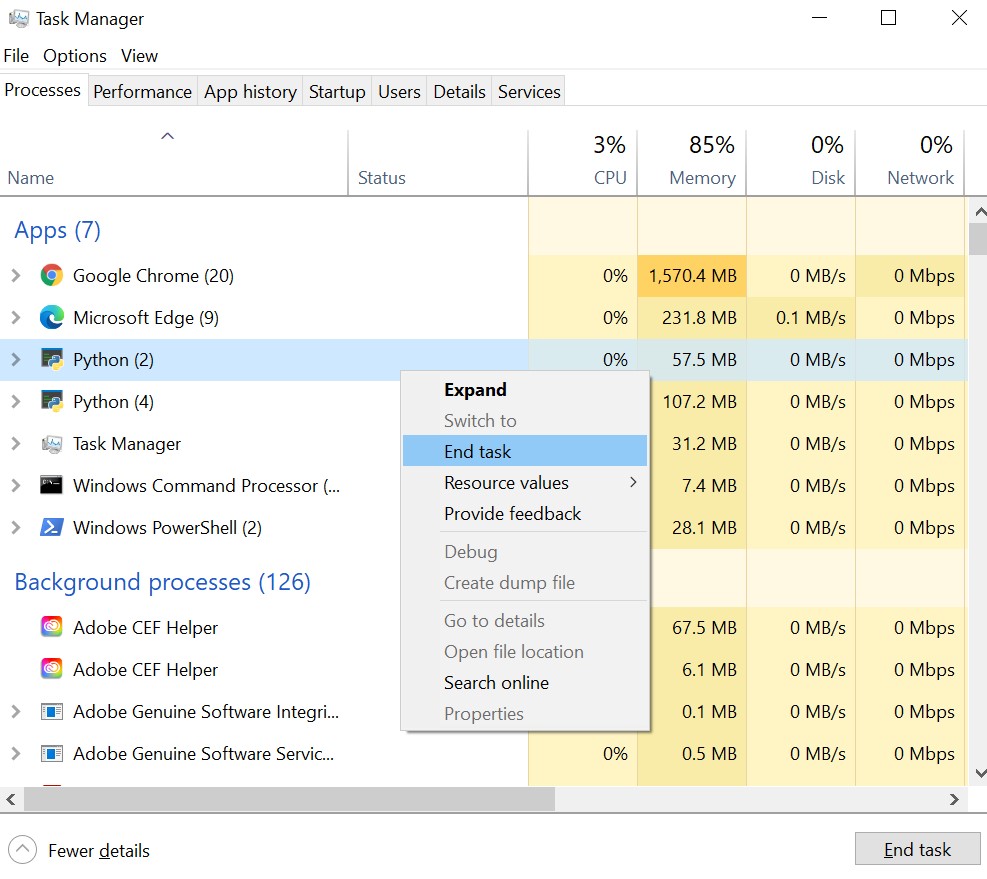 Task Manager
File Options View
Processes Performance App history Startup Users Details Services
3% 85% 0% 0%
Name Status CPU Memory Disk Network
Apps (7)
Google Chrome (20) 0% 1,570.4 MB 0 MB/s 0 Mbps
Microsoft Edge (9) 0% 231.8 MB 0.1 MB/s 0 Mbps
Python (2) 0% 57.5 MB 0 MB/s 0 Mbps
Python (4) 107.2 MB 0 MB/s 0 Mbps
Task Manager 31.2 MB 0 MB/s 0 Mbps
Windows Command Processor (... 7.4 MB 0 MB/s 0 Mbps
Windows PowerShell (2) 28.1 MB 0 MB/s 0 Mbps
Background processes (126)
Adobe CEF Helper 67.5 MB 0 MB/s 0 Mbps
Adobe CEF Helper 6.1 MB 0 MB/s 0 Mbps
Adobe Genuine Software Integri... 0.1 MB 0 MB/s 0 Mbps
Adobe Genuine Software Servic... 0% 0.5 MB 0 MB/s 0 Mbps
Expand
Switch to
End task
Resource values
Provide feedback
Debug
Create dump file
Go to details
Open file location
Search online
Properties
Fewer details
End task